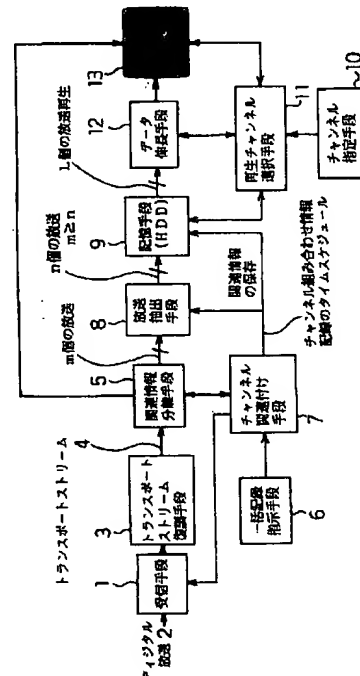 ディジタル
放送 2
1
受信手段
トランスポートストリーム
4
3
トランスポート
ストリーム
復調手段
5
関連情報
分離手段
m個の放送
8
放送
抽出
手段
n個の放送
m≧n
9
記憶手段
(HDD)
L個の放送再生
12
データ
伸長手段
13
一括記録
指示手段
6
チャンネル
関連付け
手段
7
関連情報
の保存
チャンネル組み合わせ情報
記録のタイムスケジュール
再生チャンネル
選択手段
11
チャンネル
指定手段
10